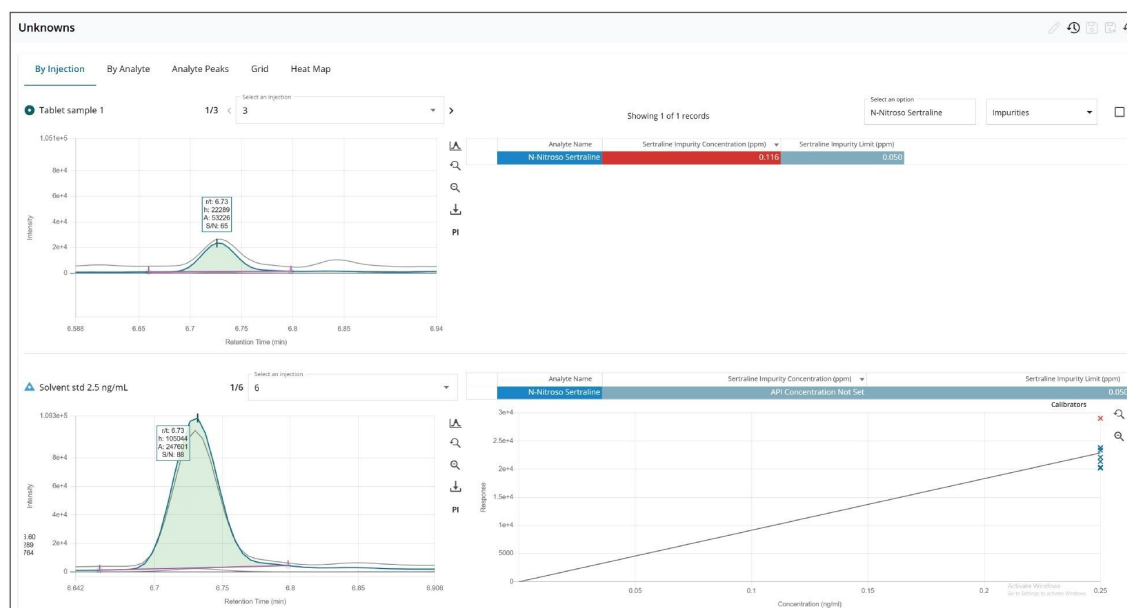 Unknowns
By Injection By Analyte Analyte Peaks Grid Heat Map
Tablet sample 1
1/3
Select an injection
3
Showing 1 of 1 records
Select an option
N-Nitroso Sertraline
Impurities
1,051e+5
8e+4
6e+4
4e+4
2e+4
0
Intensity
r/t: 6.73
h: 22289
A: 53226
S/N: 65
6.588 6.65 6.7 6.75 6.8 6.85 6.94
Retention Time (min)
PI
Analyte Name Sertraline Impurity Concentration (ppm) Sertraline Impurity Limit (ppm)
N-Nitroso Sertraline 0.116 0.050
Solvent std 2.5 ng/mL
1/6
Select an injection
6
1,093e+5
8e+4
6e+4
4e+4
2e+4
0
Intensity
r/t: 6.73
h: 105044
A: 247601
S/N: 88
6.642 6.7 6.75 6.8 6.85 6.906
Retention Time (min)
PI
Analyte Name Sertraline Impurity Concentration (ppm) Sertraline Impurity Limit (ppm)
N-Nitroso Sertraline API Concentration Not Set 0.050
Calibrators
3e+4
2.5e+4
2e+4
1.5e+4
1e+4
5000
0
Response
0.05 0.1 0.15 0.2 0.25
Concentration (ng/ml)
Activate Windows
Go to Settings to activate Windows.